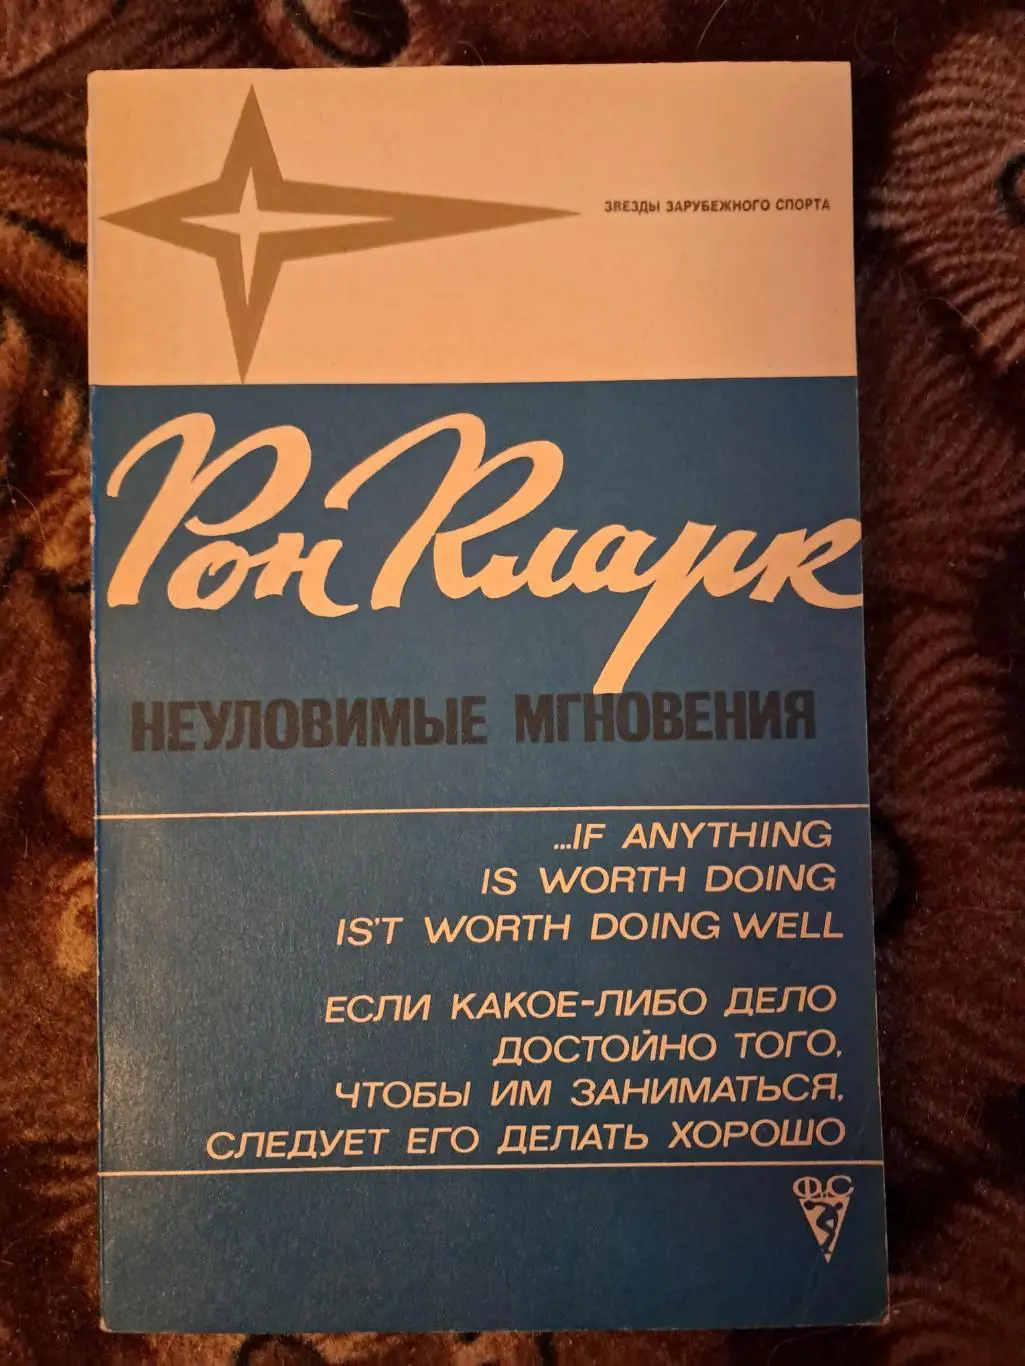 ЗВЕЗДЫ ЗАРУБЕЖНОГО СПОРТА
Рон Кларк
НЕУЛОВИМЫЕ МГНОВЕНИЯ
...IF ANYTHING
IS WORTH DOING
IS'T WORTH DOING WELL
ЕСЛИ КАКОЕ-ЛИБО ДЕЛО
ДОСТОЙНО ТОГО,
ЧТОБЫ ИМ ЗАНИМАТЬСЯ,
СЛЕДУЕТ ЕГО ДЕЛАТЬ ХОРОШО
ФиС